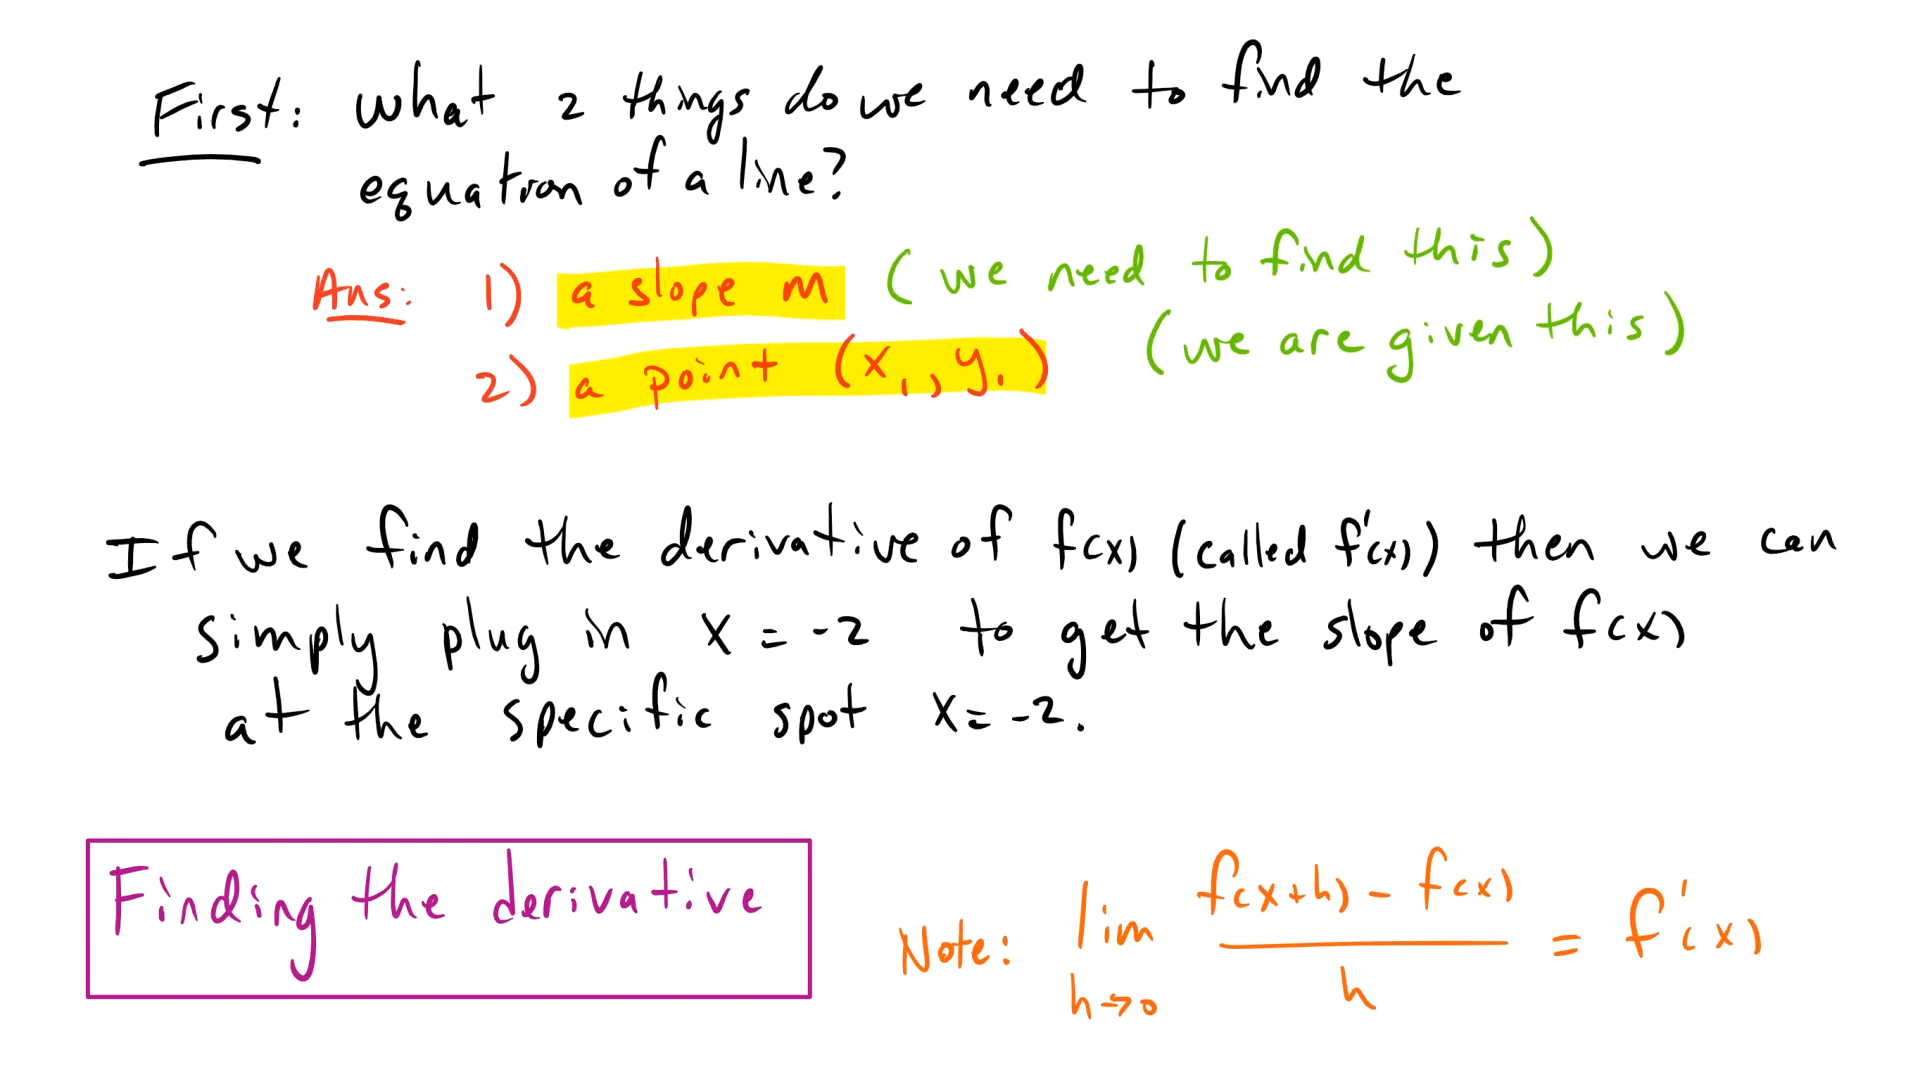 First: what 2 things do we need to find the
equation of a line?
Ans: 1) a slope m (we need to find this)
2) a point (x₁, y₁) (we are given this)
If we find the derivative of f(x) (called f'(x)) then we can
simply plug in x = -2 to get the slope of f(x)
at the specific spot x = -2.
Finding the derivative
Note: lim h→0 f(x+h) - f(x) / h = f'(x)